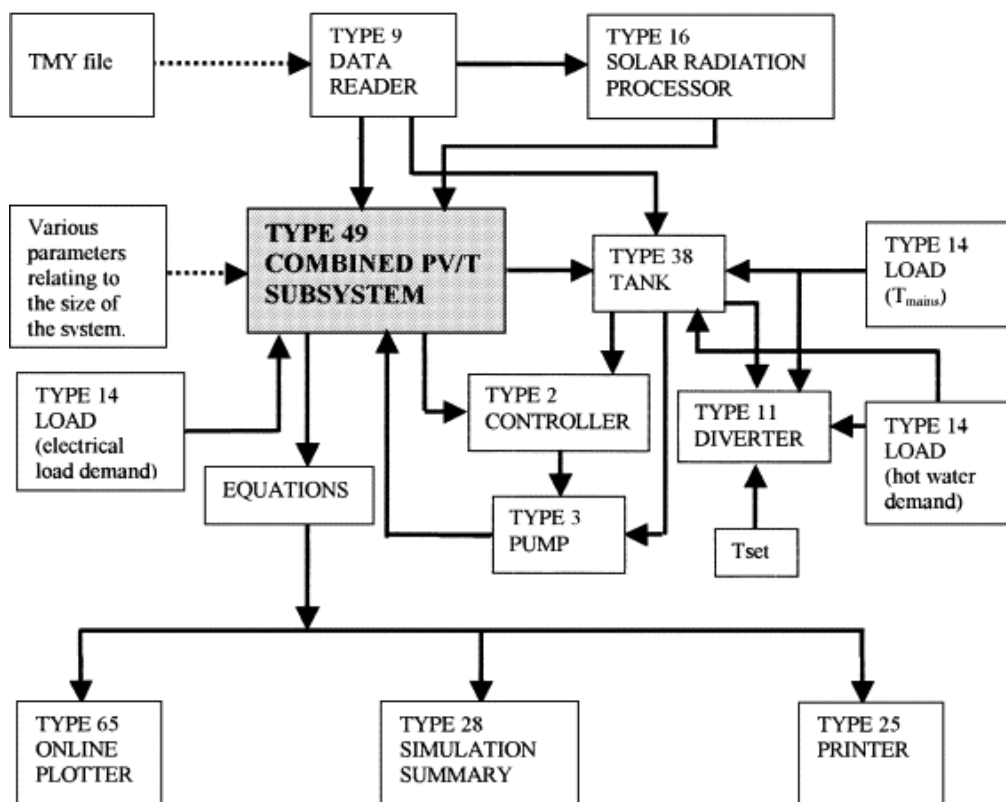 TMY file
TYPE 9
DATA
READER
TYPE 16
SOLAR RADIATION
PROCESSOR
Various
parameters
relating to
the size of
the system.
TYPE 49
COMBINED PV/T
SUBSYSTEM
TYPE 38
TANK
TYPE 14
LOAD
(Tmains)
TYPE 14
LOAD
(electrical
load demand)
TYPE 2
CONTROLLER
TYPE 11
DIVERTER
TYPE 14
LOAD
(hot water
demand)
EQUATIONS
TYPE 3
PUMP
Tset
TYPE 65
ONLINE
PLOTTER
TYPE 28
SIMULATION
SUMMARY
TYPE 25
PRINTER